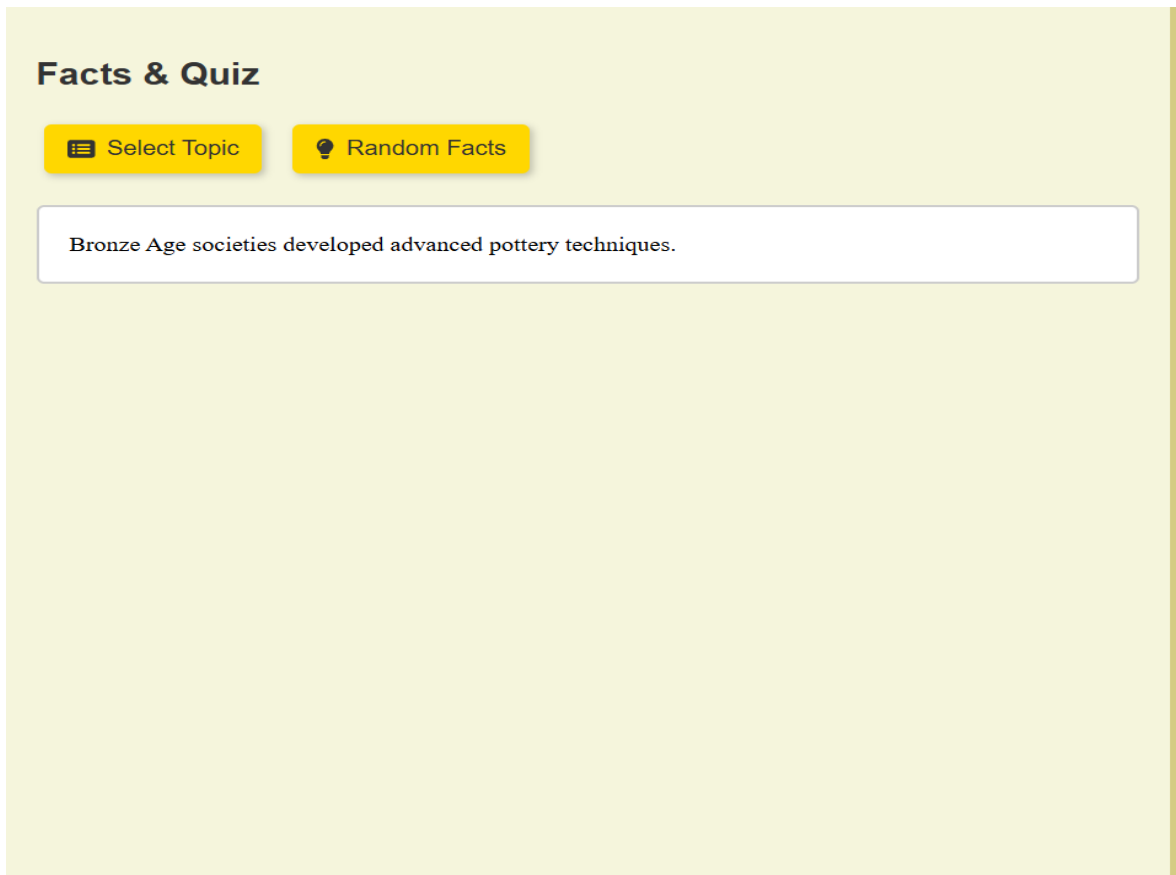 Facts & Quiz
Select Topic
Random Facts
Bronze Age societies developed advanced pottery techniques.